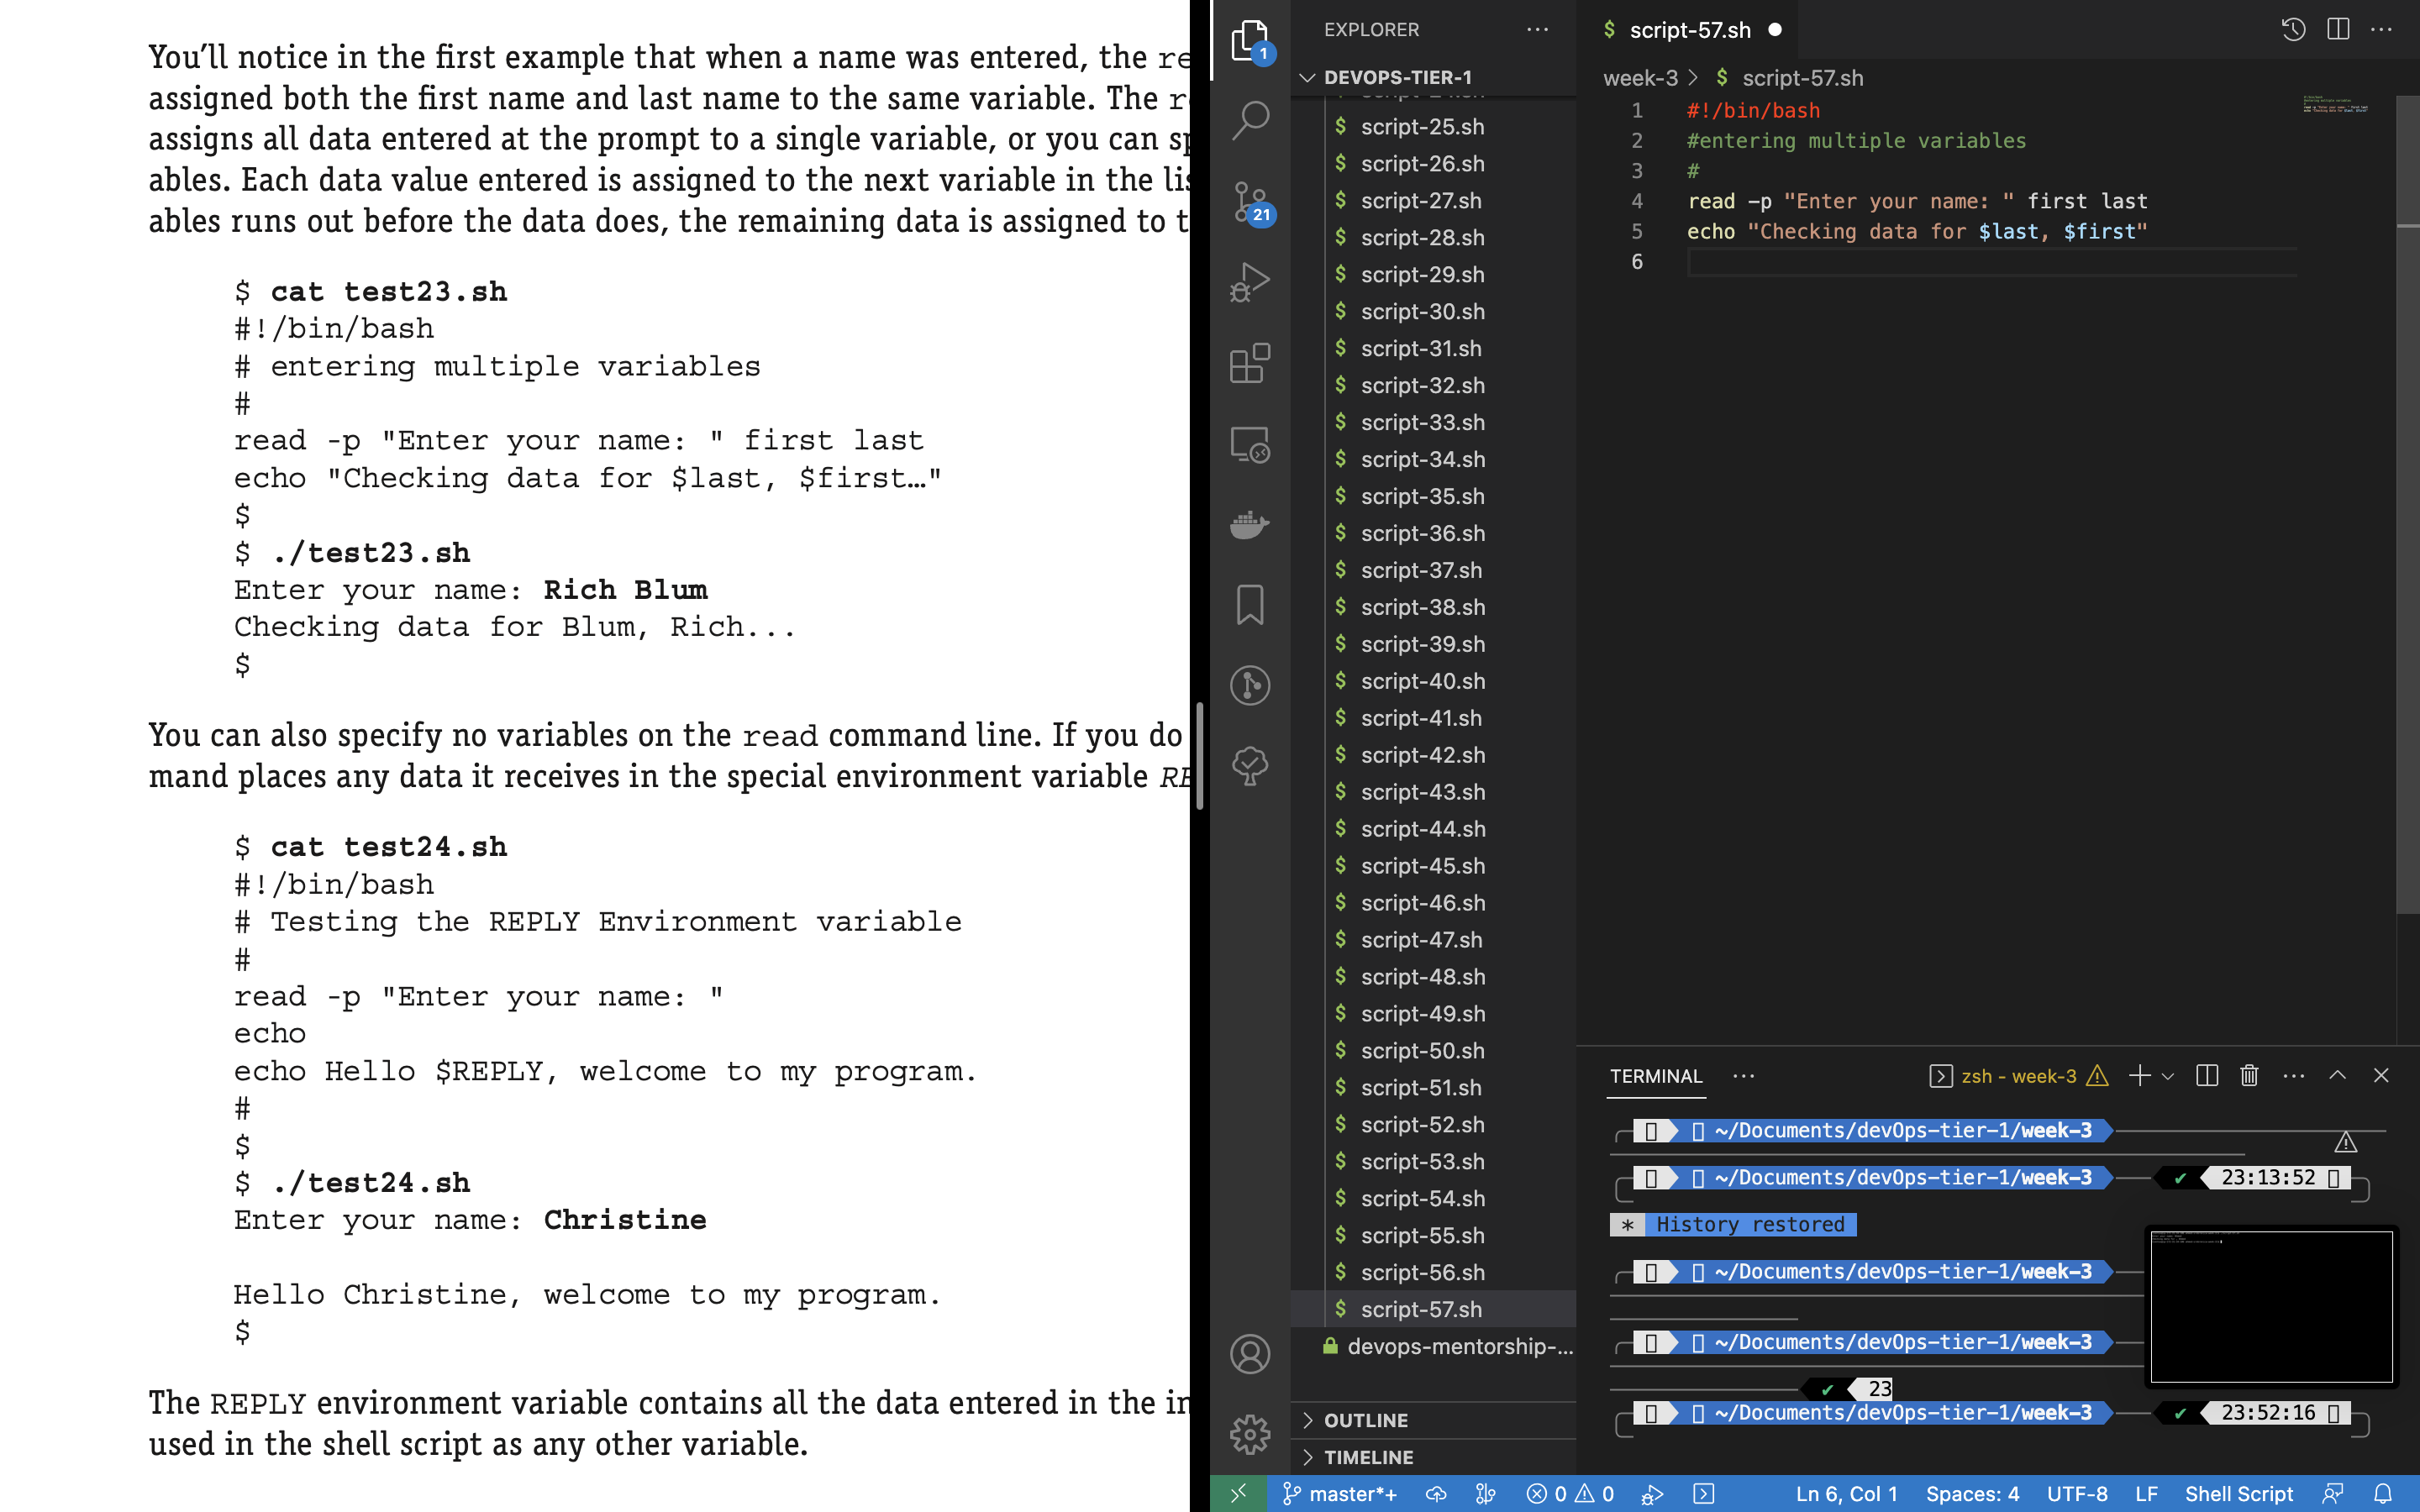 You’ll notice in the first example that when a name was entered, the re
assigned both the first name and last name to the same variable. The r
assigns all data entered at the prompt to a single variable, or you can sp
ables. Each data value entered is assigned to the next variable in the lis
ables runs out before the data does, the remaining data is assigned to t
$ cat test23.sh
#!/bin/bash
# entering multiple variables
#
read -p "Enter your name: " first last
echo "Checking data for $last, $first…"
$
$ ./test23.sh
Enter your name: Rich Blum
Checking data for Blum, Rich...
$
You can also specify no variables on the read command line. If you do
mand places any data it receives in the special environment variable RE
$ cat test24.sh
#!/bin/bash
# Testing the REPLY Environment variable
#
read -p "Enter your name: "
echo
echo Hello $REPLY, welcome to my program.
#
$
$ ./test24.sh
Enter your name: Christine
Hello Christine, welcome to my program.
$
The REPLY environment variable contains all the data entered in the in
used in the shell script as any other variable.
1
21
EXPLORER
DEVOPS-TIER-1
$ script-25.sh
$ script-26.sh
$ script-27.sh
$ script-28.sh
$ script-29.sh
$ script-30.sh
$ script-31.sh
$ script-32.sh
$ script-33.sh
$ script-34.sh
$ script-35.sh
$ script-36.sh
$ script-37.sh
$ script-38.sh
$ script-39.sh
$ script-40.sh
$ script-41.sh
$ script-42.sh
$ script-43.sh
$ script-44.sh
$ script-45.sh
$ script-46.sh
$ script-47.sh
$ script-48.sh
$ script-49.sh
$ script-50.sh
$ script-51.sh
$ script-52.sh
$ script-53.sh
$ script-54.sh
$ script-55.sh
$ script-56.sh
$ script-57.sh
devops-mentorship-...
OUTLINE
TIMELINE
$ script-57.sh
week-3 > $ script-57.sh
1 #!/bin/bash
2 #entering multiple variables
3 #
4 read -p "Enter your name: " first last
5 echo "Checking data for $last, $first"
6
TERMINAL
zsh - week-3
~/Documents/devOps-tier-1/week-3
~/Documents/devOps-tier-1/week-3 ✔ 23:13:52
* History restored
~/Documents/devOps-tier-1/week-3
~/Documents/devOps-tier-1/week-3
✔ 23
~/Documents/devOps-tier-1/week-3 ✔ 23:52:16
master*+ 0 0 Ln 6, Col 1 Spaces: 4 UTF-8 LF Shell Script